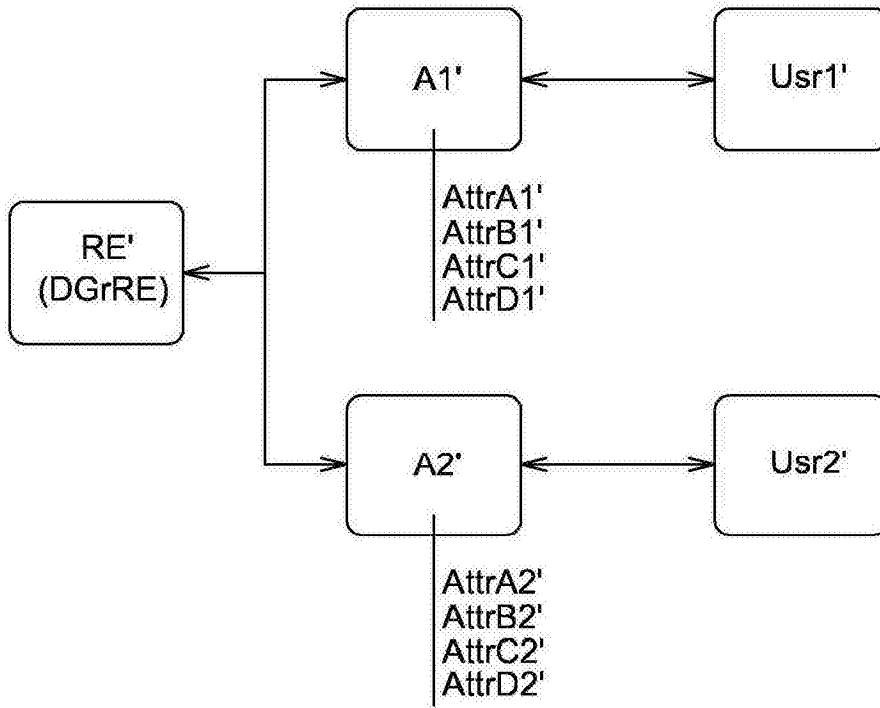 A1'
Usr1'
AttrA1'
AttrB1'
AttrC1'
AttrD1'
RE'
(DGrRE)
A2'
Usr2'
AttrA2'
AttrB2'
AttrC2'
AttrD2'